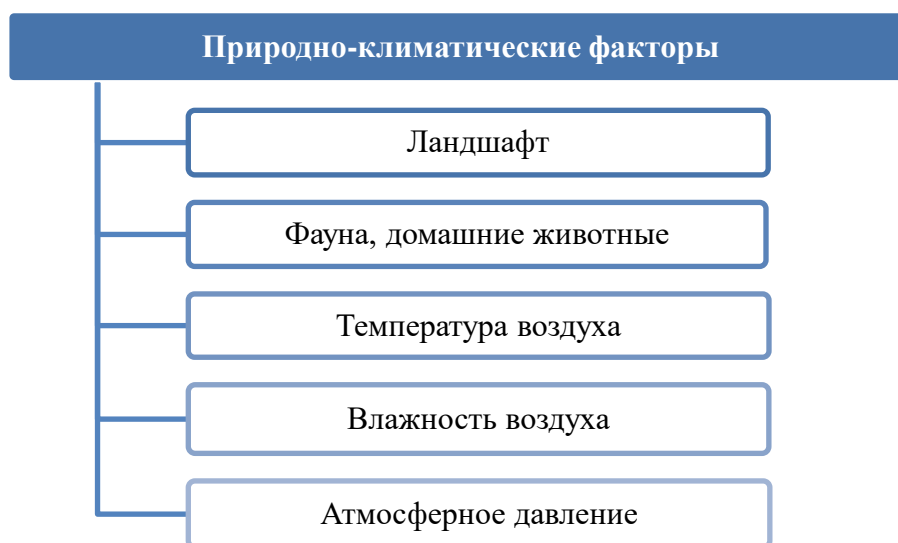 Природно-климатические факторы
Ландшафт
Фауна, домашние животные
Температура воздуха
Влажность воздуха
Атмосферное давление